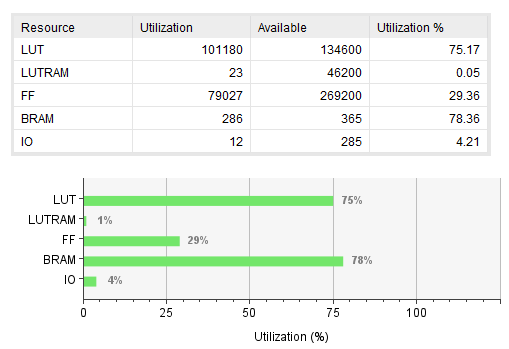 Resource Utilization Available Utilization %
LUT 101180 134600 75.17
LUTRAM 23 46200 0.05
FF 79027 269200 29.36
BRAM 286 365 78.36
IO 12 285 4.21
LUT 75%
LUTRAM 1%
FF 29%
BRAM 78%
IO 4%
0 25 50 75 100
Utilization (%)